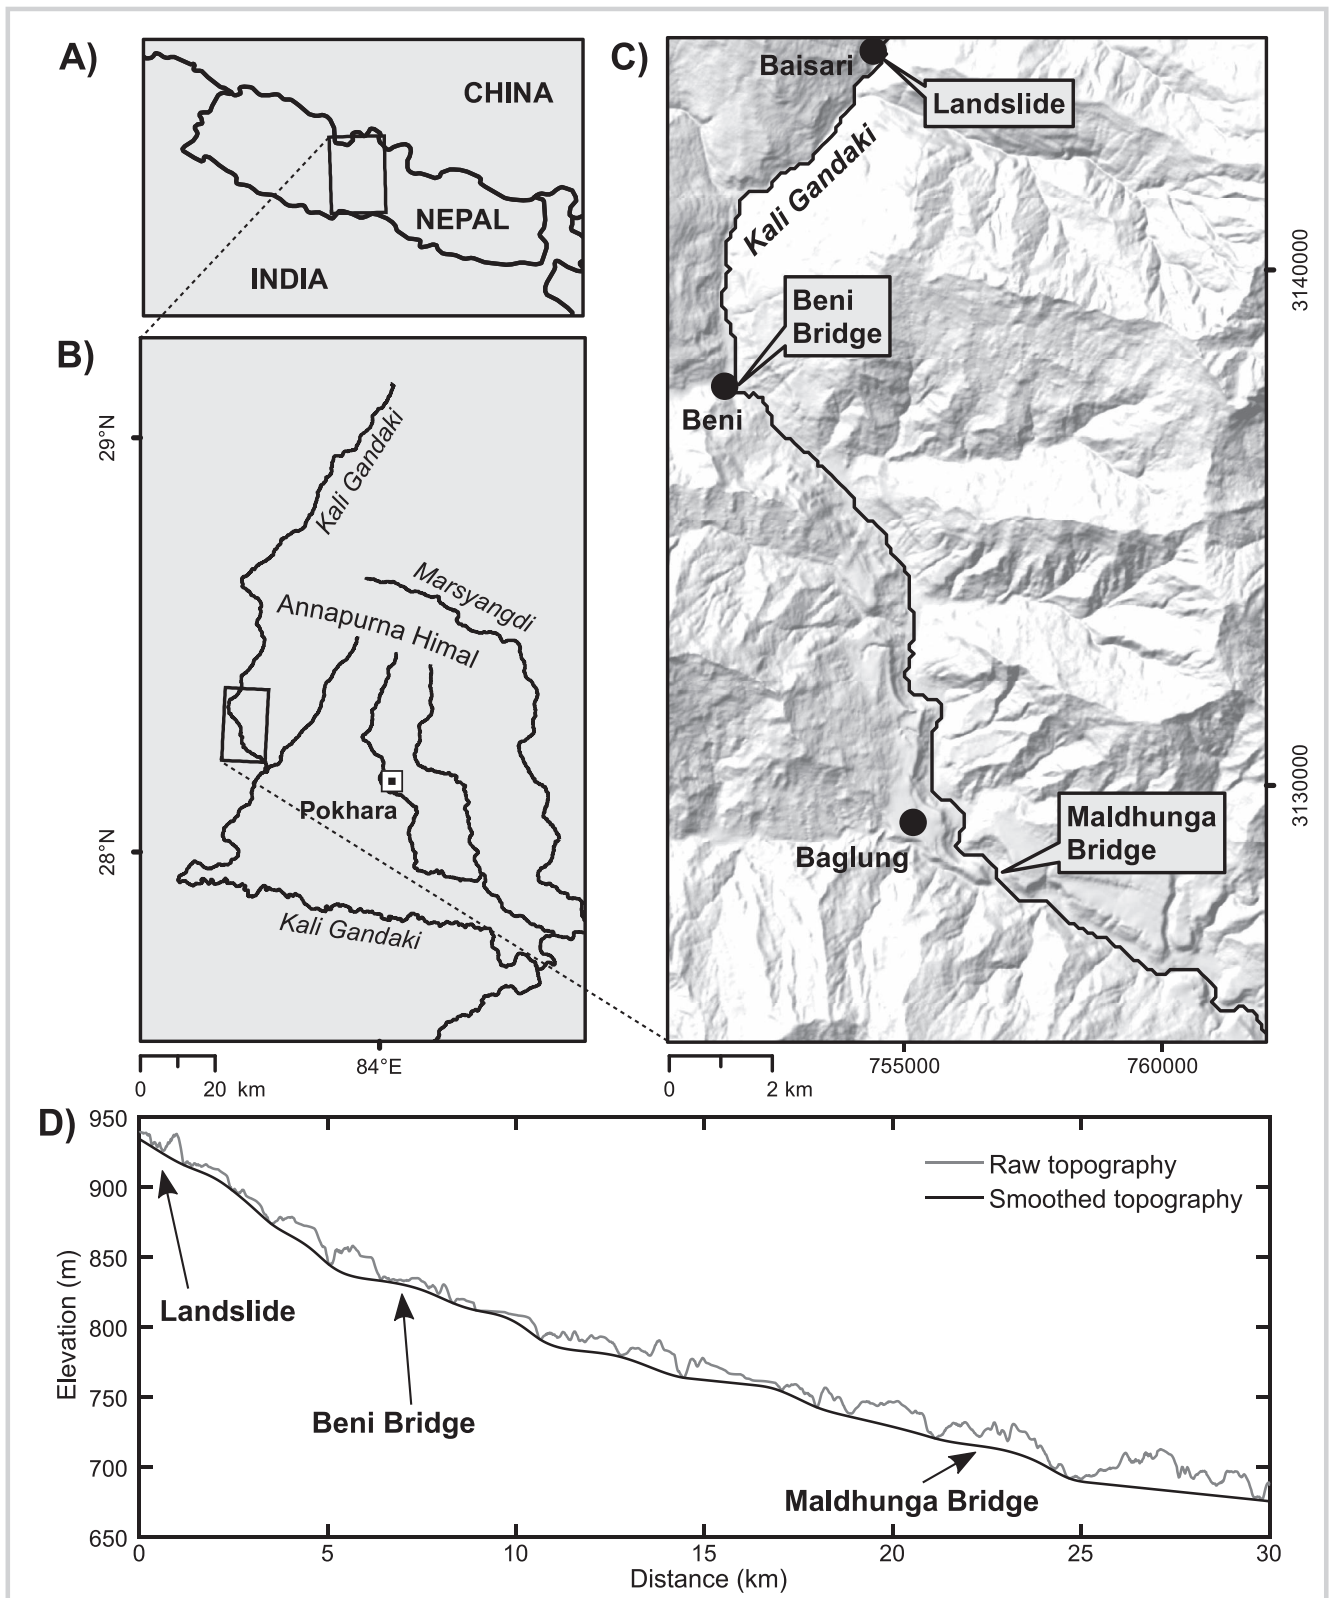 A)
CHINA
NEPAL
INDIA
B)
29°N
28°N
Kali Gandaki
Marsyangdi
Annapurna Himal
Pokhara
Kali Gandaki
0 20 km
84°E
C)
Baisari
Landslide
Kali Gandaki
Beni
Bridge
Beni
3140000
3130000
Maldhunga
Bridge
Baglung
0 2 km
755000
760000
D)
950
900
850
800
750
700
650
Elevation (m)
Raw topography
Smoothed topography
Landslide
Beni Bridge
Maldhunga Bridge
0 5 10 15 20 25 30
Distance (km)